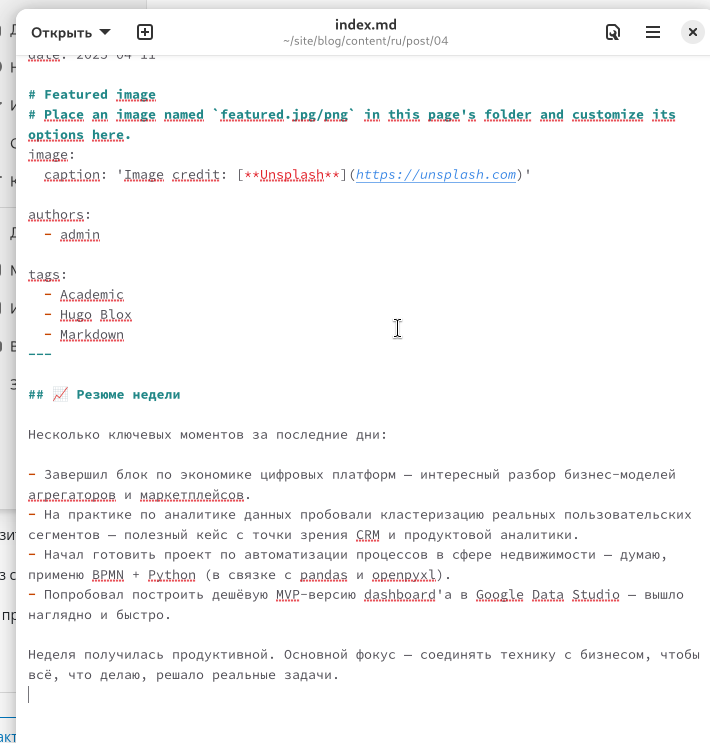 Открыть
index.md
~/site/blog/content/ru/post/04
date: 2025-04-11
# Featured image
# Place an image named `featured.jpg/png` in this page's folder and customize its
options here.
image:
  caption: 'Image credit: [**Unsplash**](https://unsplash.com)'
authors:
  - admin
tags:
  - Academic
  - Hugo Blox
  - Markdown
---
## 📈 Резюме недели
Несколько ключевых моментов за последние дни:
- Завершил блок по экономике цифровых платформ — интересный разбор бизнес-моделей
агрегаторов и маркетплейсов.
- На практике по аналитике данных пробовали кластеризацию реальных пользовательских
сегментов — полезный кейс с точки зрения CRM и продуктовой аналитики.
- Начал готовить проект по автоматизации процессов в сфере недвижимости — думаю,
применю BPMN + Python (в связке с pandas и openpyxl).
- Попробовал построить дешёвую MVP-версию dashboard'а в Google Data Studio — вышло
наглядно и быстро.
Неделя получилась продуктивной. Основной фокус — соединять технику с бизнесом, чтобы
всё, что делаю, решало реальные задачи.